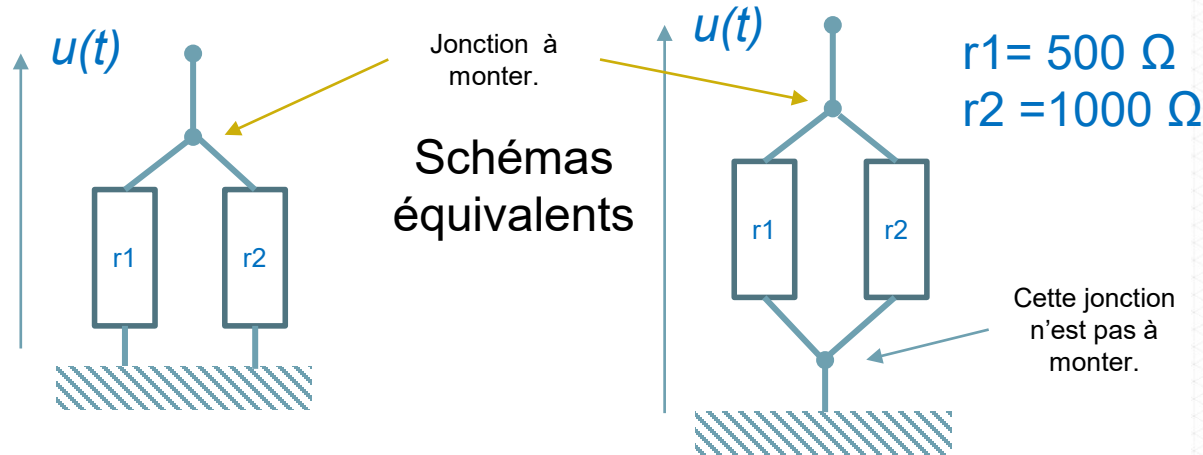 u(t)
Jonction à
monter.
u(t)
r1= 500 Ω
r2 =1000 Ω
Schémas
équivalents
r1
r2
r1
r2
Cette jonction
n’est pas à
monter.